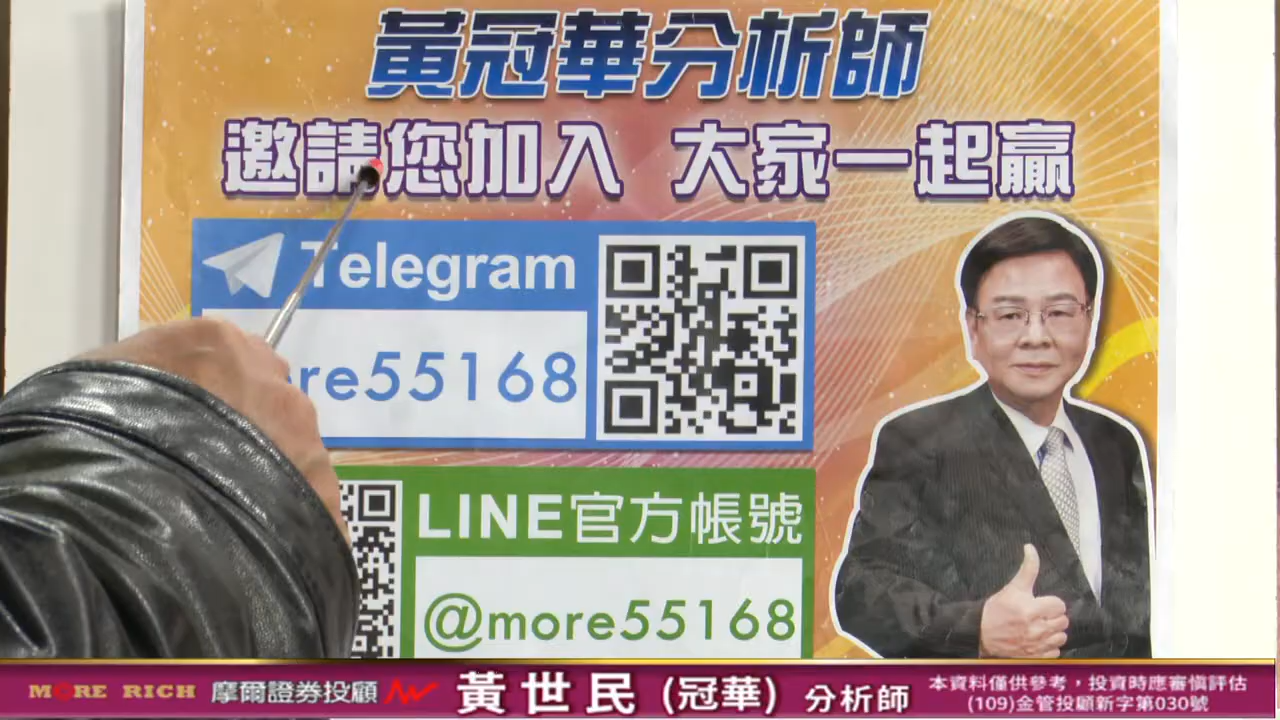 黃冠華分析師
邀請您加入 大家一起贏
Telegram
re55168
LINE官方帳號
@more55168
MORE RICH 摩爾證券投顧 黃世民(冠華)分析師
本資料僅供參考，投資時應審慎評估
(109)金管投顧新字第030號